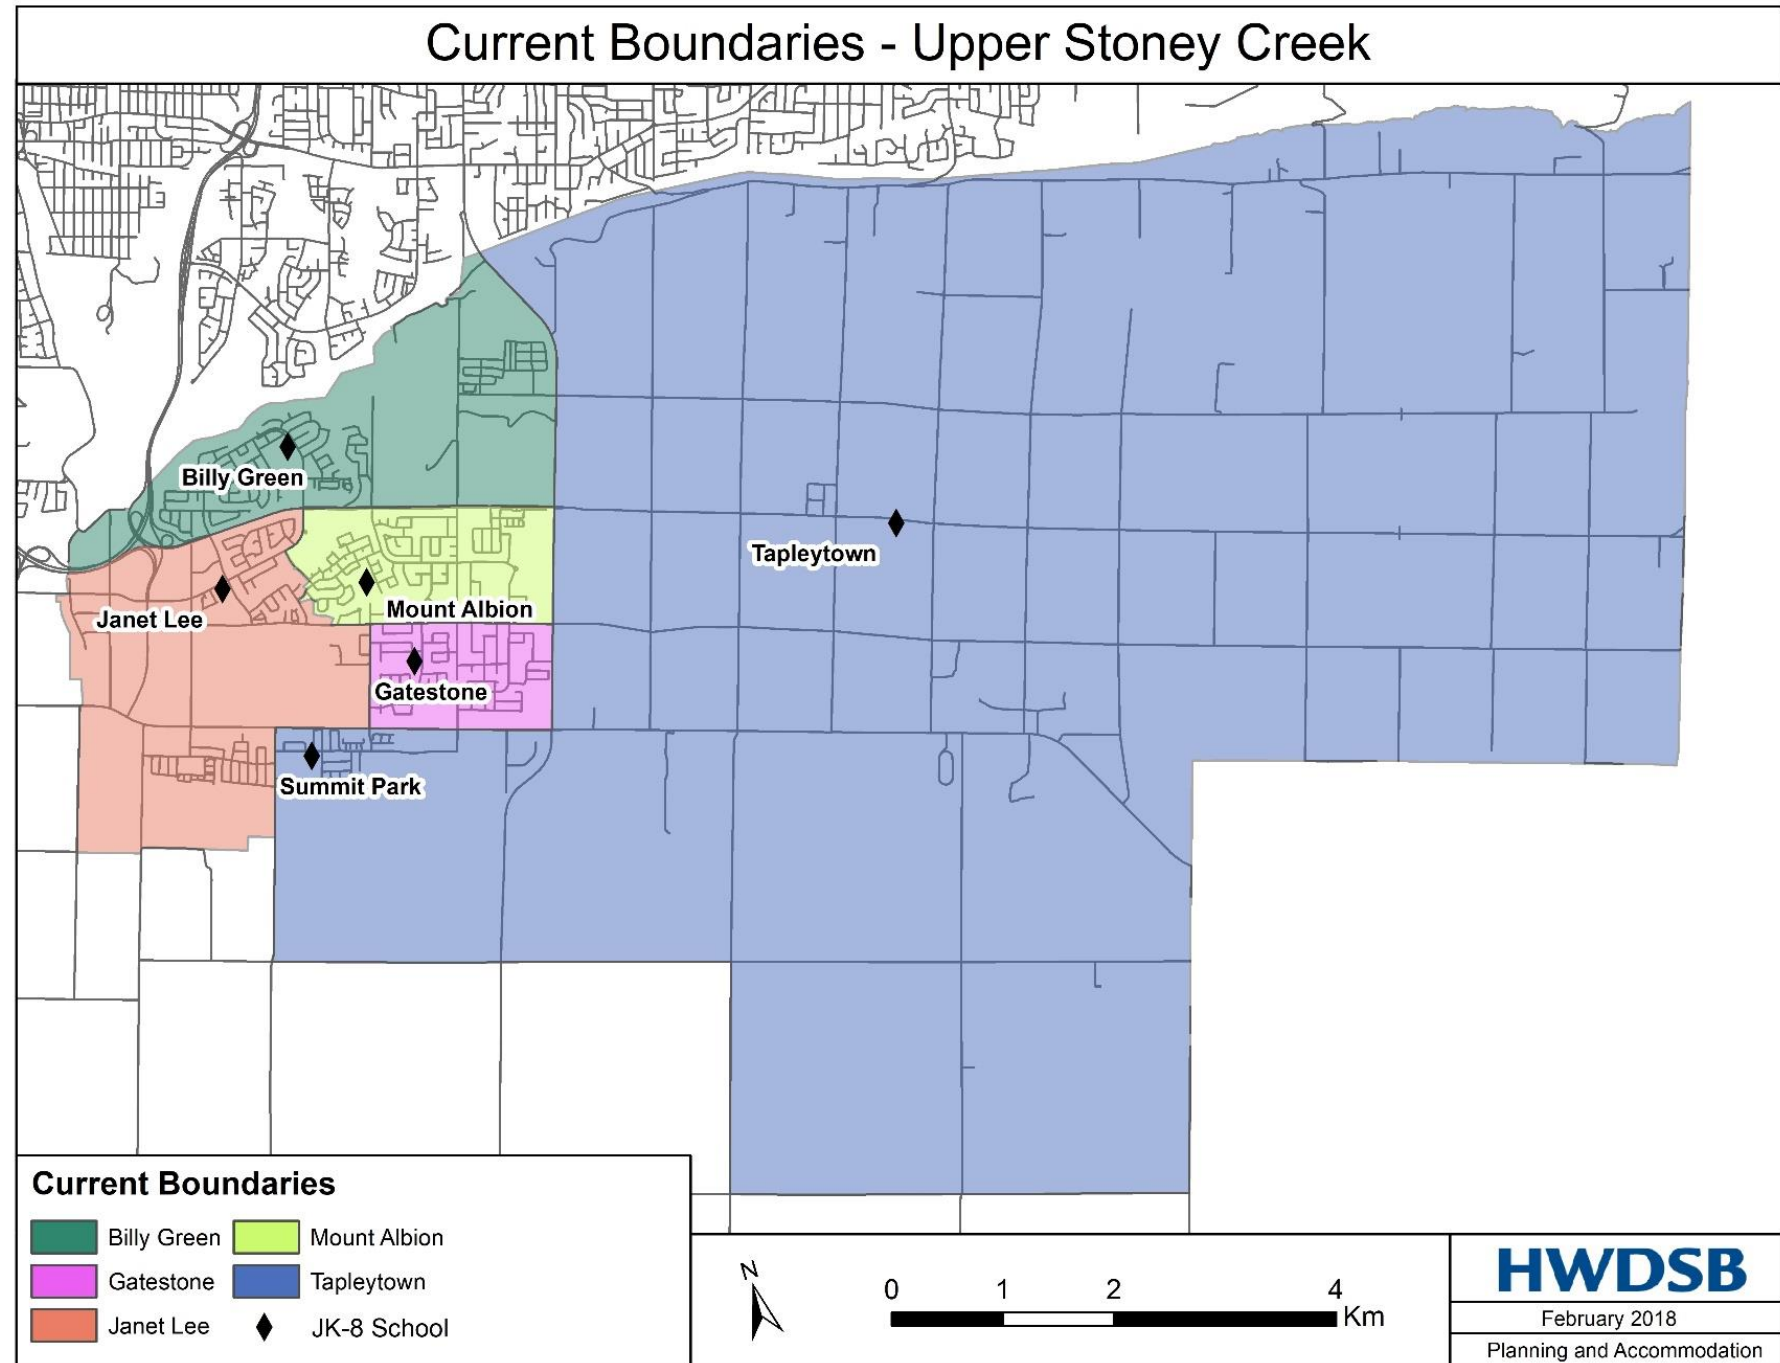 Current Boundaries - Upper Stoney Creek
Billy Green
Tapleytown
Janet Lee
Mount Albion
Gatestone
Summit Park
Current Boundaries
Billy Green
Mount Albion
Gatestone
Tapleytown
Janet Lee
JK-8 School
N
0 1 2 4
Km
HWDSB
February 2018
Planning and Accommodation